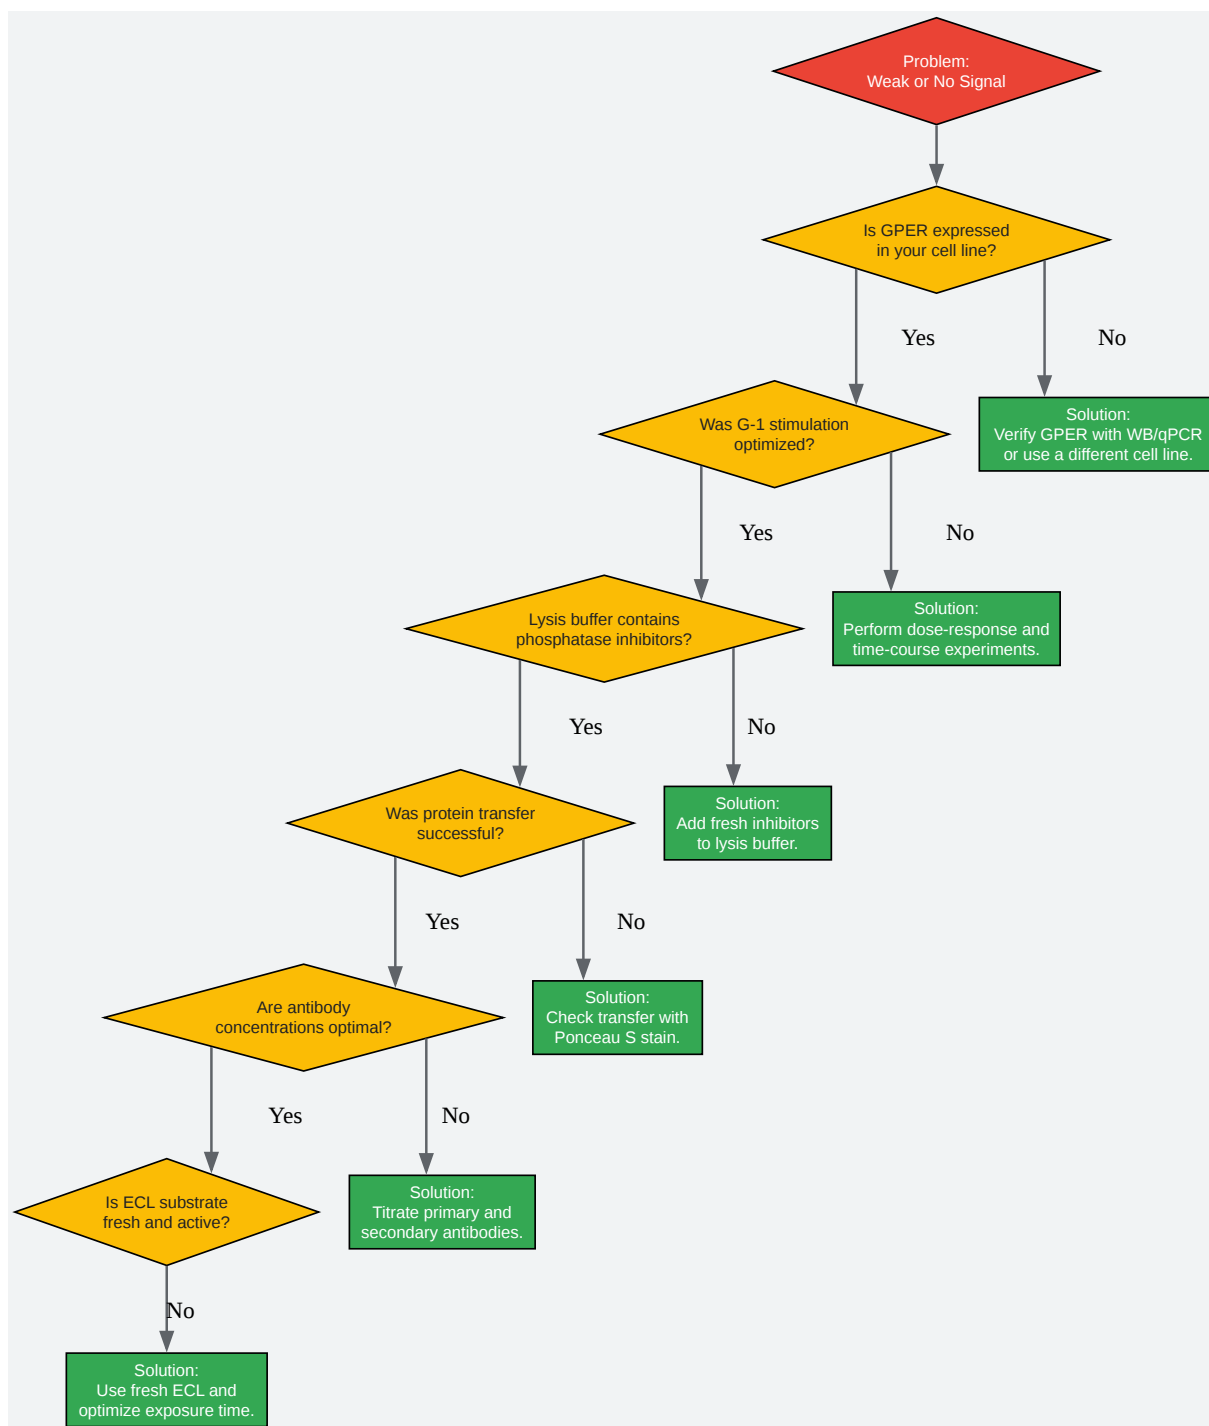 Problem:
Weak or No Signal
Is GPER expressed
in your cell line?
Yes
No
Was G-1 stimulation
optimized?
Solution:
Verify GPER with WB/qPCR
or use a different cell line.
Yes
No
Lysis buffer contains
phosphatase inhibitors?
Solution:
Perform dose-response and
time-course experiments.
Yes
No
Was protein transfer
successful?
Solution:
Add fresh inhibitors
to lysis buffer.
Yes
No
Are antibody
concentrations optimal?
Solution:
Check transfer with
Ponceau S stain.
Yes
No
Is ECL substrate
fresh and active?
Solution:
Titrate primary and
secondary antibodies.
No
Solution:
Use fresh ECL and
optimize exposure time.